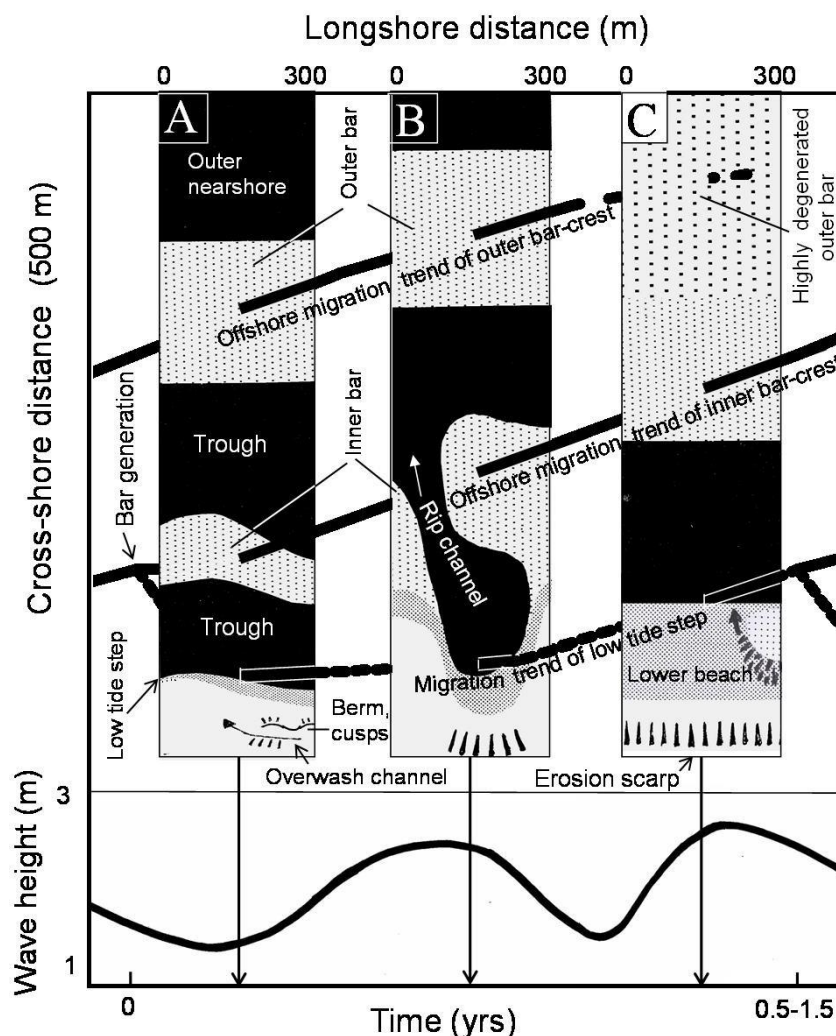 Longshore distance (m)
0 300 0 300 0 300
A B C
Outer nearshore
Outer bar
Highly degenerated outer bar
Offshore migration trend of outer bar-crest
Cross-shore distance (500 m)
Bar generation
Trough
Inner bar
Offshore migration trend of inner bar-crest
Rip channel
Trough
Low tide step
Migration trend of low tide step
Lower beach
Berm,
cusps
Overwash channel
Erosion scarp
Wave height (m)
3
1
0 0.5-1.5
Time (yrs)